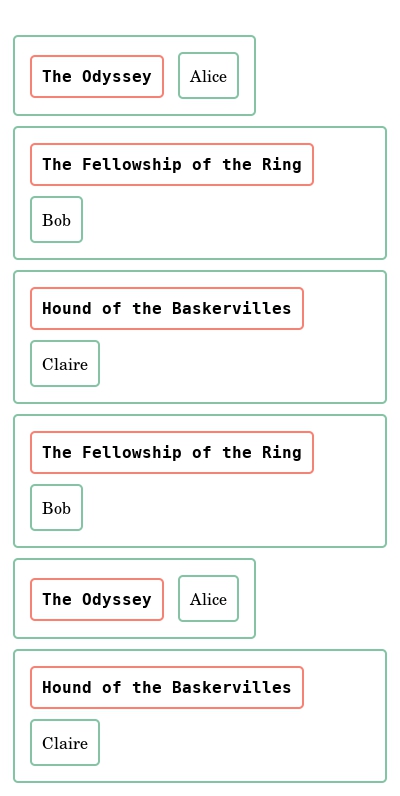 The Odyssey Alice
The Fellowship of the Ring
Bob
Hound of the Baskervilles
Claire
The Fellowship of the Ring
Bob
The Odyssey Alice
Hound of the Baskervilles
Claire